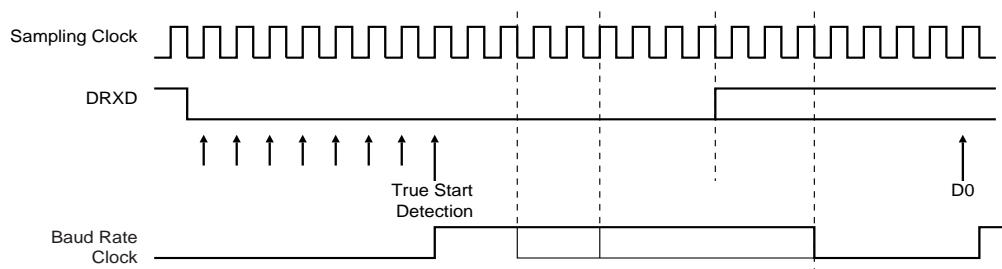 Sampling Clock
DRXD
True Start
Detection
D0
Baud Rate
Clock